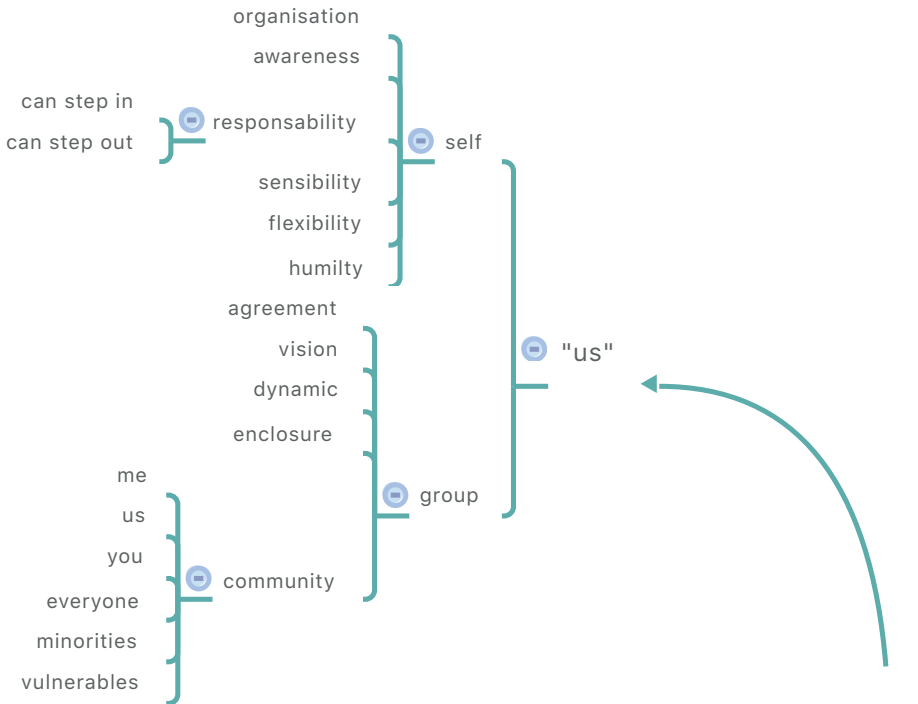 organisation
awareness
can step in
responsability
can step out
self
sensibility
flexibility
humilty
agreement
vision
"us"
dynamic
enclosure
me
group
us
you
community
everyone
minorities
vulnerables